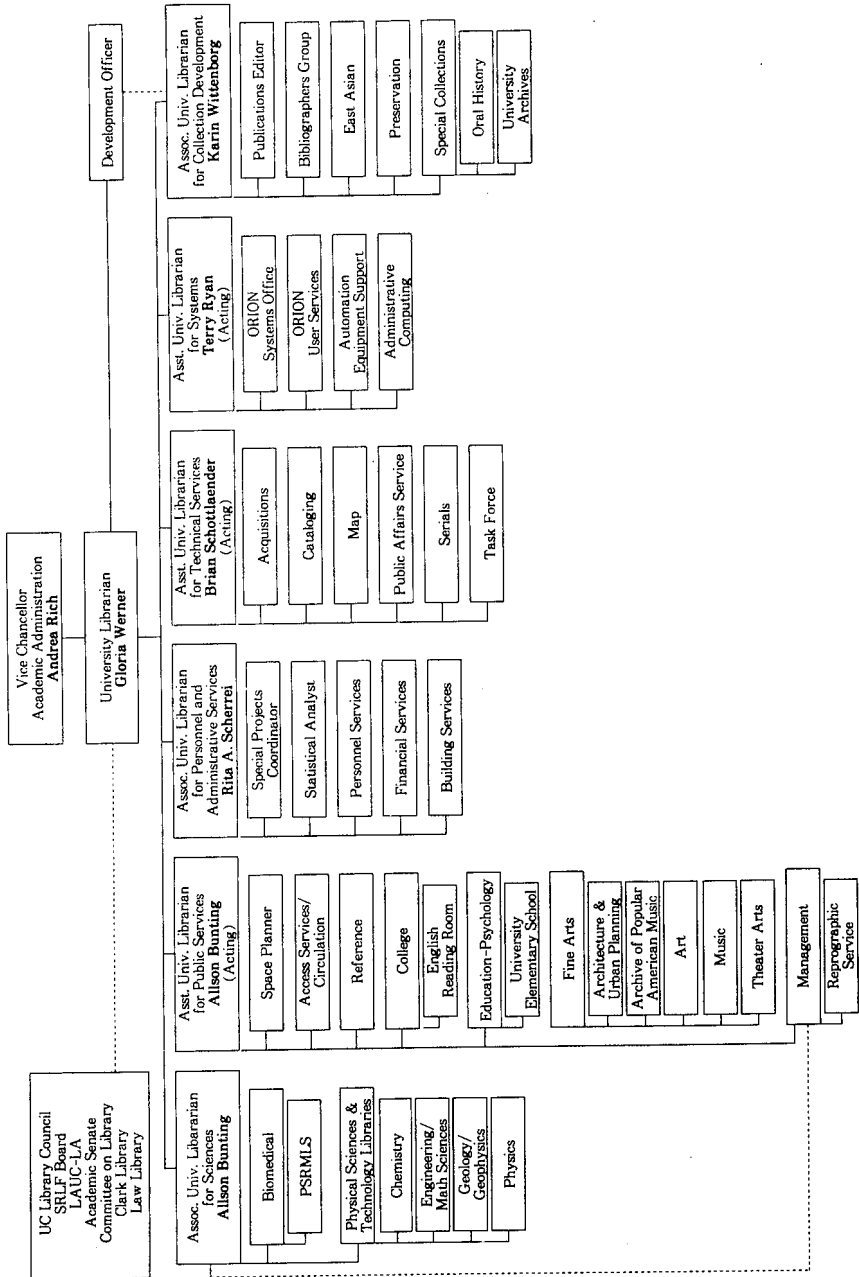 Vice Chancellor
Academic Administration
Andrea Rich
University Librarian
Gloria Werner
Development Officer
UC Library Council
SRLF Board
LAUC-LA
Academic Senate
Committee on Library
Clark Library
Law Library
Assoc. Univ. Libararian
for Sciences
Allson Bunting
Biomedical
PSRMLS
Physical Sciences &
Technology Libraries
Chemistry
Engineering/
Math Sciences
Geology/
Geophysics
Physics
Asst. Univ. Librarian
for Public Services
Allson Bunting
(Acting)
Space Planner
Access Services/
Circulation
Reference
College
English
Reading Room
Education-Psychology
University
Elementary School
Fine Arts
Architecture &
Urban Planning
Archive of Popular
American Music
Art
Music
Theater Arts
Management
Reprographic
Service
Assoc. Univ. Librarian
for Personnel and
Administrative Services
Rita A. Scherrei
Special Projects
Coordinator
Statistical Analyst
Personnel Services
Financial Services
Building Services
Asst. Univ. Librarian
for Technical Services
Brian Schottlaender
(Acting)
Acquisitions
Cataloging
Map
Public Affairs Service
Serials
Task Force
Asst. Univ. Librarian
for Systems
Terry Ryan
(Acting)
ORION
Systems Office
ORION
User Services
Automation
Equipment Support
Administrative
Computing
Assoc. Univ. Librarian
for Collection Development
Karin Wittenborg
Publications Editor
Bibliographers Group
East Asian
Preservation
Special Collections
Oral History
University
Archives